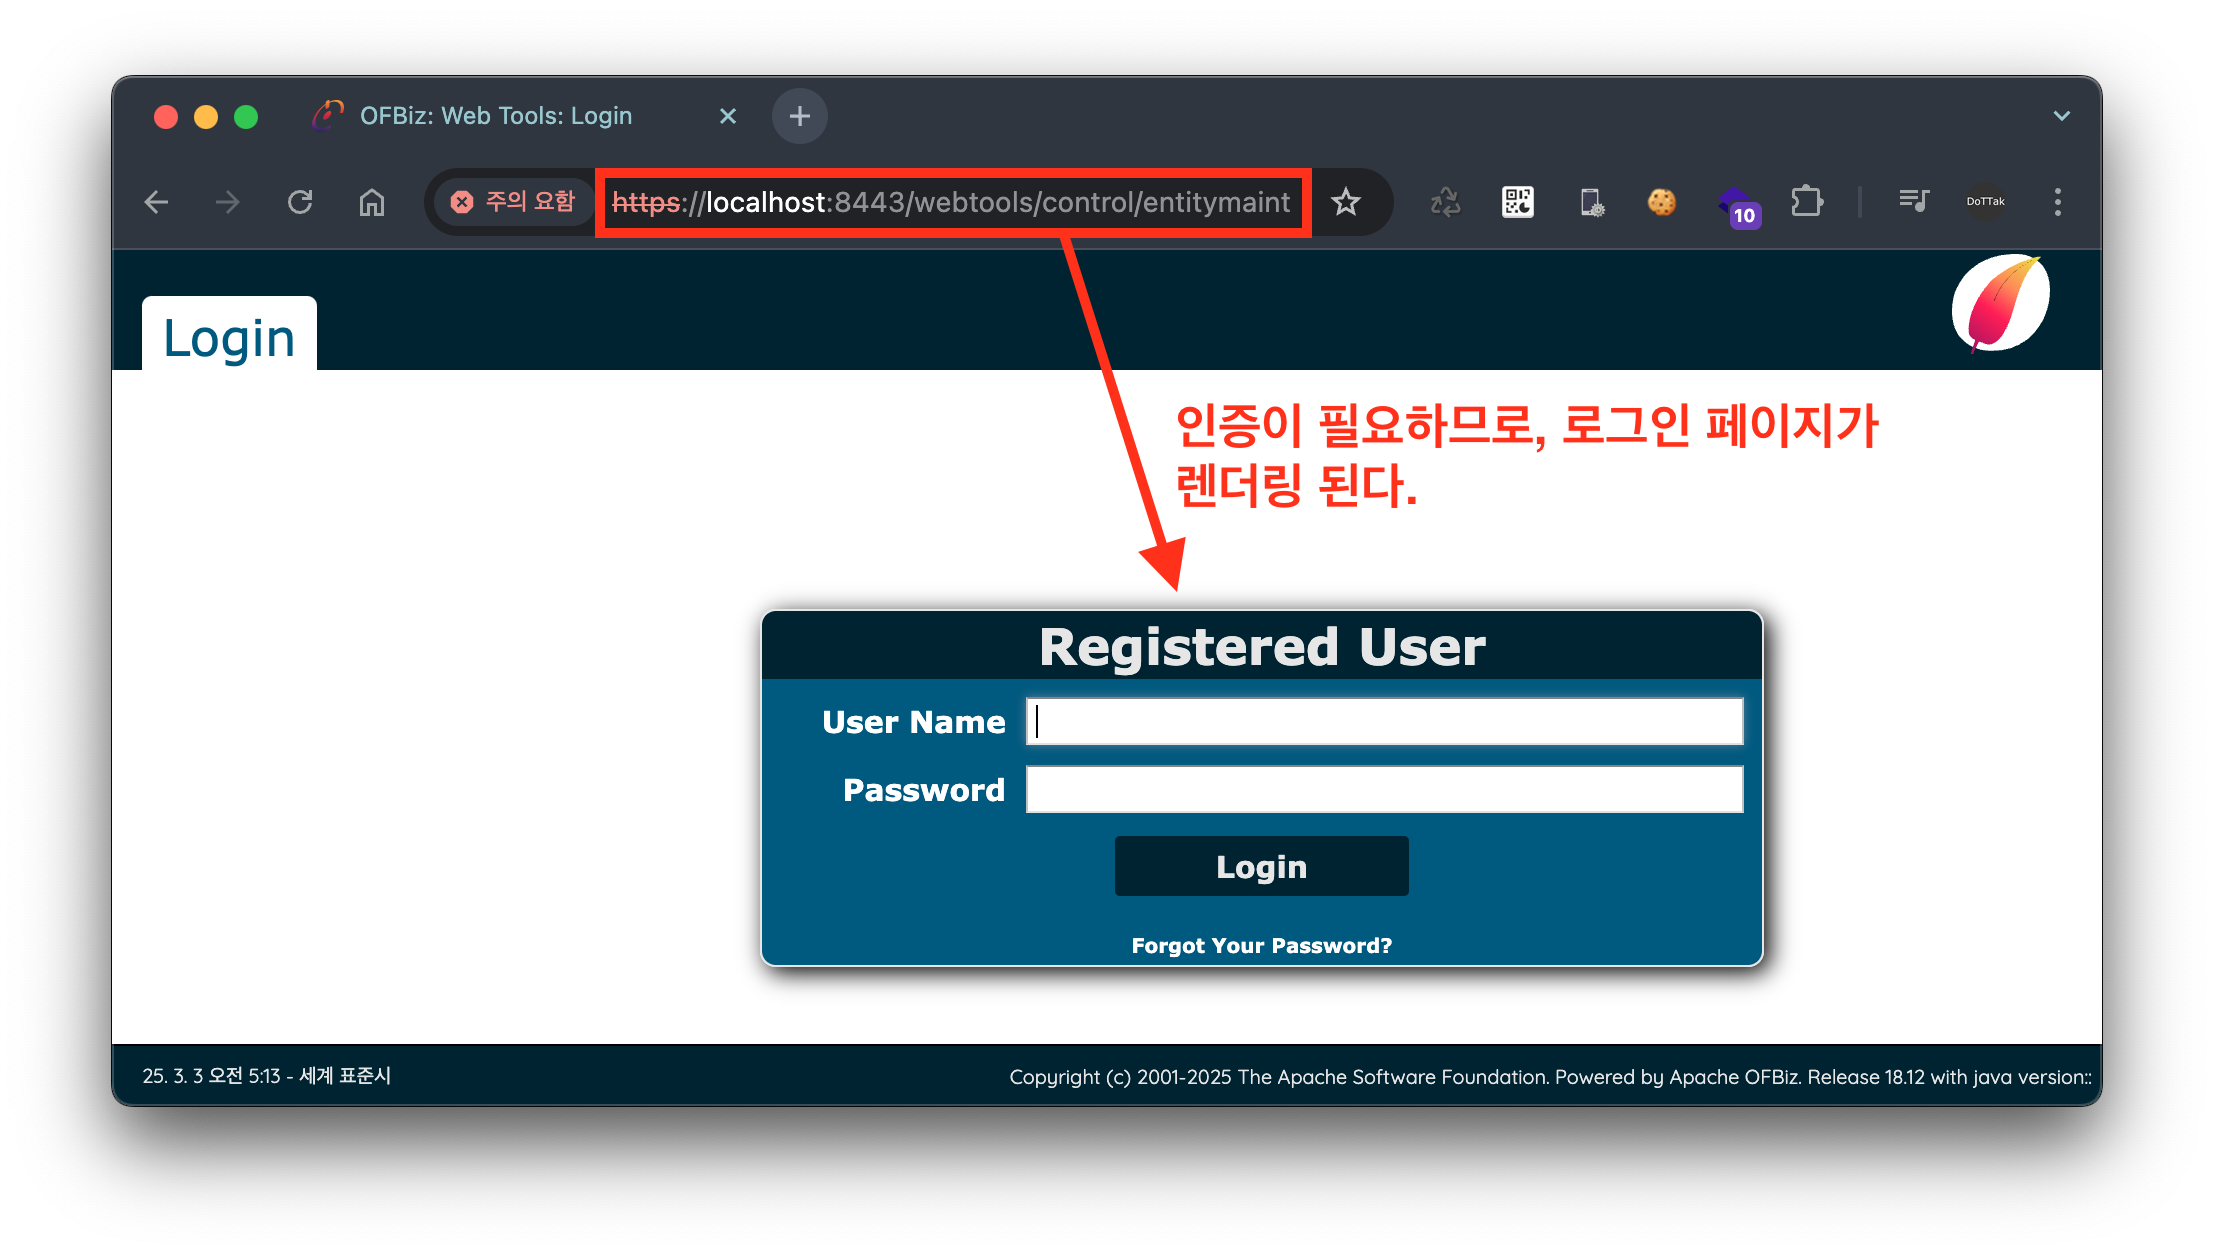 OFBiz: Web Tools: Login
주의 요함 https://localhost:8443/webtools/control/entitymaint
10
DoTTak
Login
인증이 필요하므로, 로그인 페이지가
렌더링 된다.
Registered User
User Name
Password
Login
Forgot Your Password?
25. 3. 3 오전 5:13 - 세계 표준시
Copyright (c) 2001-2025 The Apache Software Foundation. Powered by Apache OFBiz. Release 18.12 with java version::